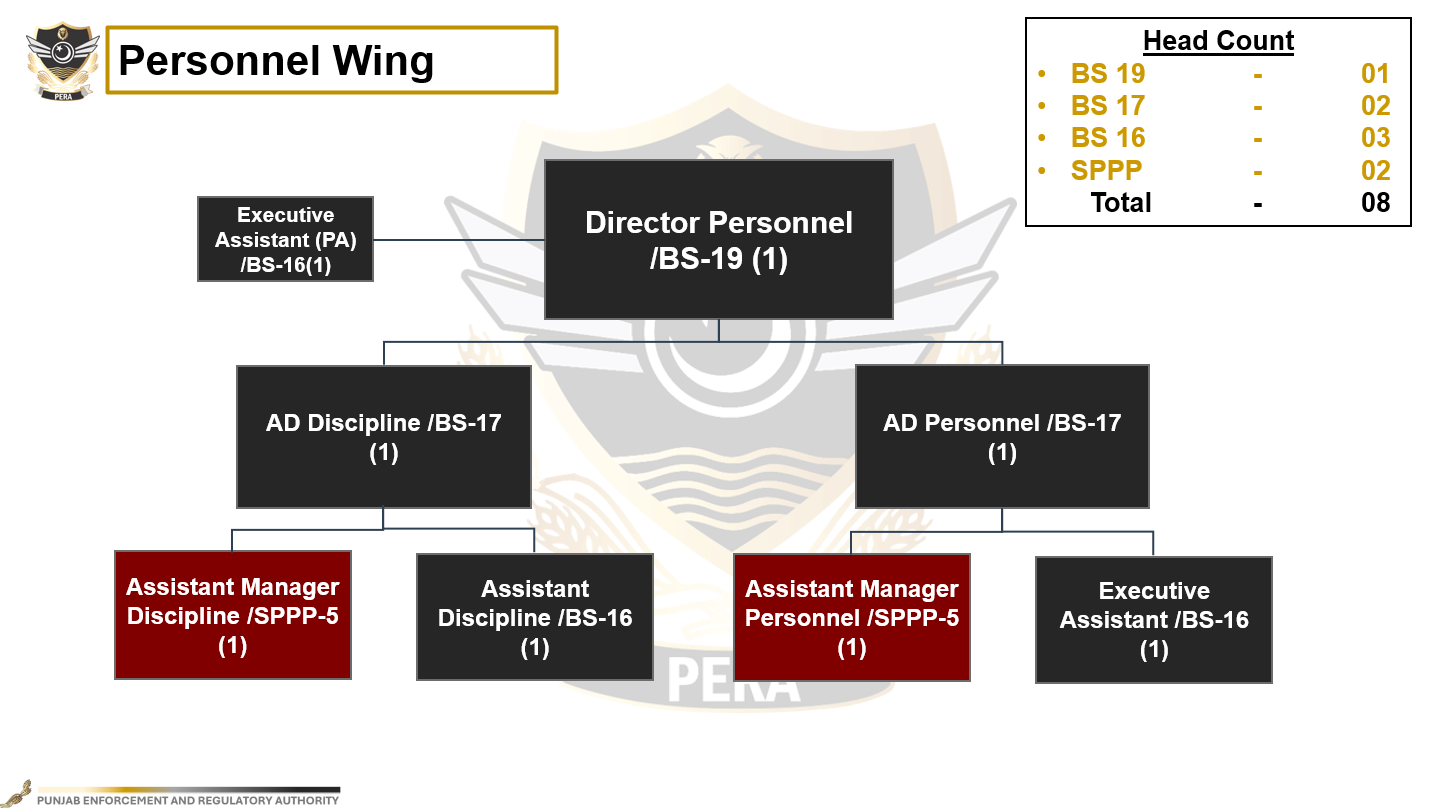 PERA
Personnel Wing
Head Count
• BS 19 - 01
• BS 17 - 02
• BS 16 - 03
• SPPP - 02
Total - 08
Executive
Assistant (PA)
/BS-16(1)
Director Personnel
/BS-19 (1)
AD Discipline /BS-17
(1)
AD Personnel /BS-17
(1)
Assistant Manager
Discipline /SPPP-5
(1)
Assistant
Discipline /BS-16
(1)
Assistant Manager
Personnel /SPPP-5
(1)
Executive
Assistant /BS-16
(1)
PERA
PUNJAB ENFORCEMENT AND REGULATORY AUTHORITY